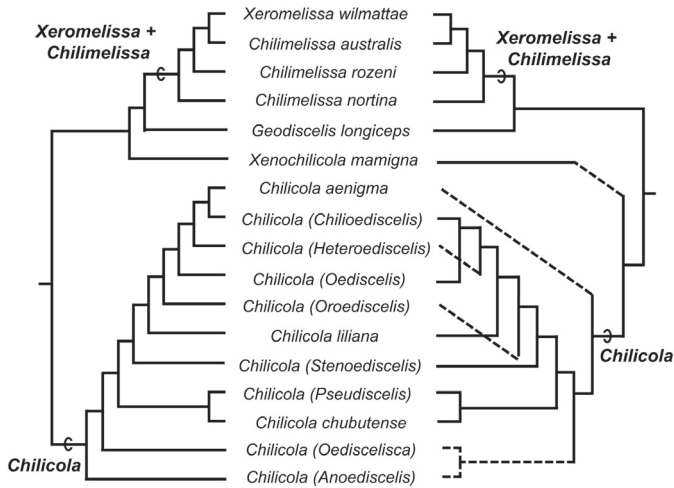 Xeromelissa wilmattae
Xeromelissa +
Chilimelissa
Xeromelissa +
Chilimelissa
Chilimelissa australis
Chilimelissa rozeni
Chilimelissa nortina
Geodiscelis longiceps
Xenochilicola mamigna
Chilicola aenigma
Chilicola (Chilioediscelis)
Chilicola (Heteroediscelis)
Chilicola (Oediscelis)
Chilicola (Oroediscelis)
Chilicola liliana
Chilicola
Chilicola (Stenoediscelis)
Chilicola (Pseudiscelis)
Chilicola chubutense
Chilicola (Oediscelisca)
Chilicola
Chilicola (Anoediscelis)